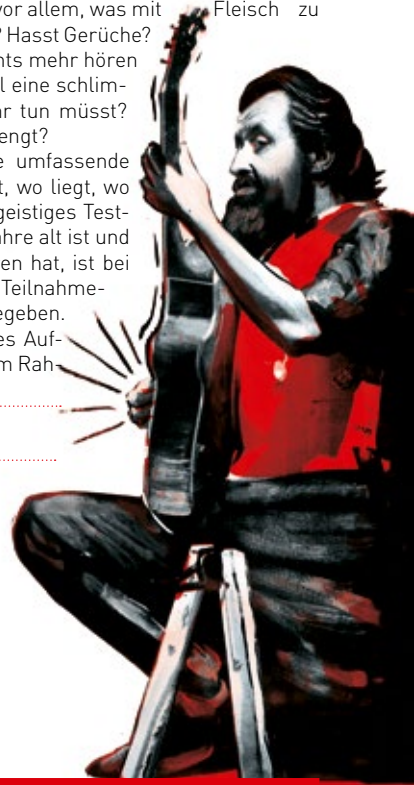 vor allem, was mit Fleisch zu
? Hasst Gerüche?
nts mehr hören
l eine schlim-
r tun müsst?
engt?
e umfassende
t, wo liegt, wo
geistiges Test-
ahre alt ist und
en hat, ist bei
Teilnahme-
egeben.
es Auf-
m Rah-